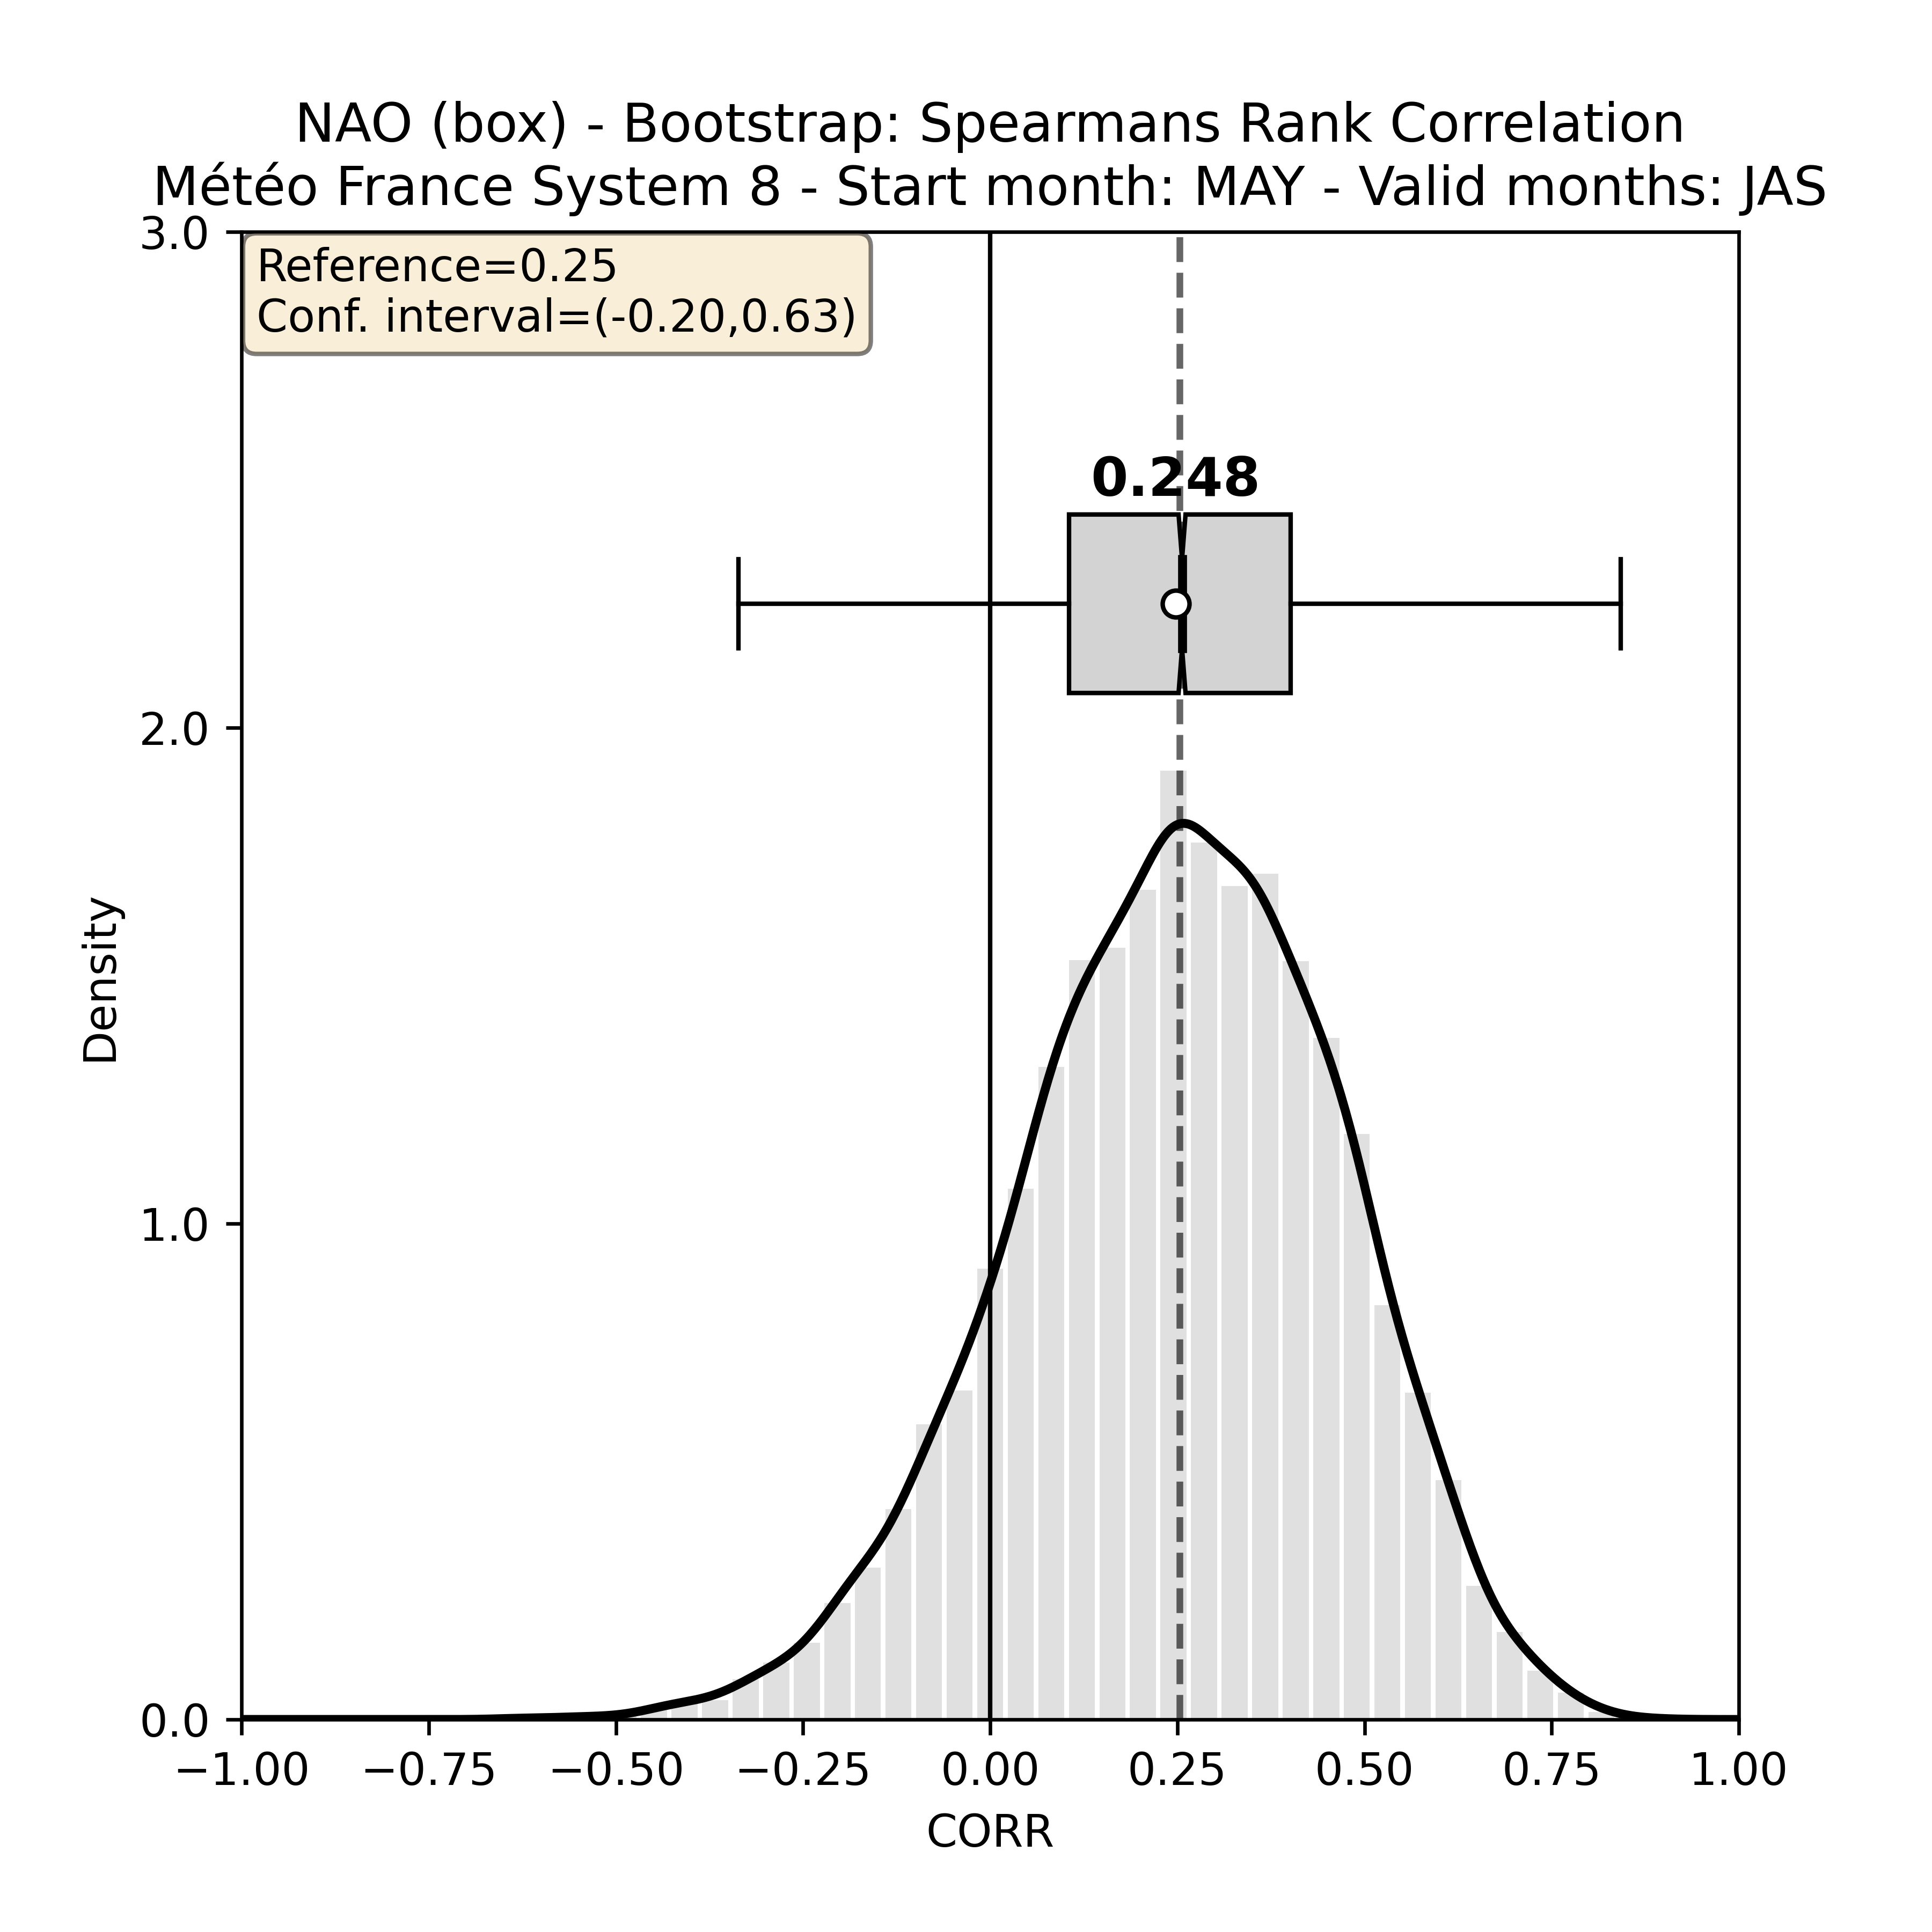 NAO (box) - Bootstrap: Spearmans Rank Correlation
Météo France System 8 - Start month: MAY - Valid months: JAS
Reference=0.25
Conf. interval=(-0.20,0.63)
0.248
3.0
2.0
1.0
0.0
Density
−1.00 −0.75 −0.50 −0.25 0.00 0.25 0.50 0.75 1.00
CORR